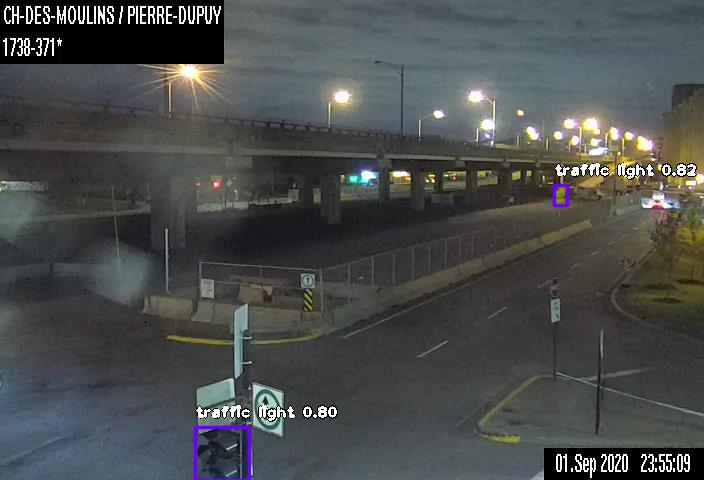 CH-DES-MOULINS / PIERRE-DUPUY
1738-371*
traffic light 0.82
traffic light 0.80
01.Sep 2020 23:55:09